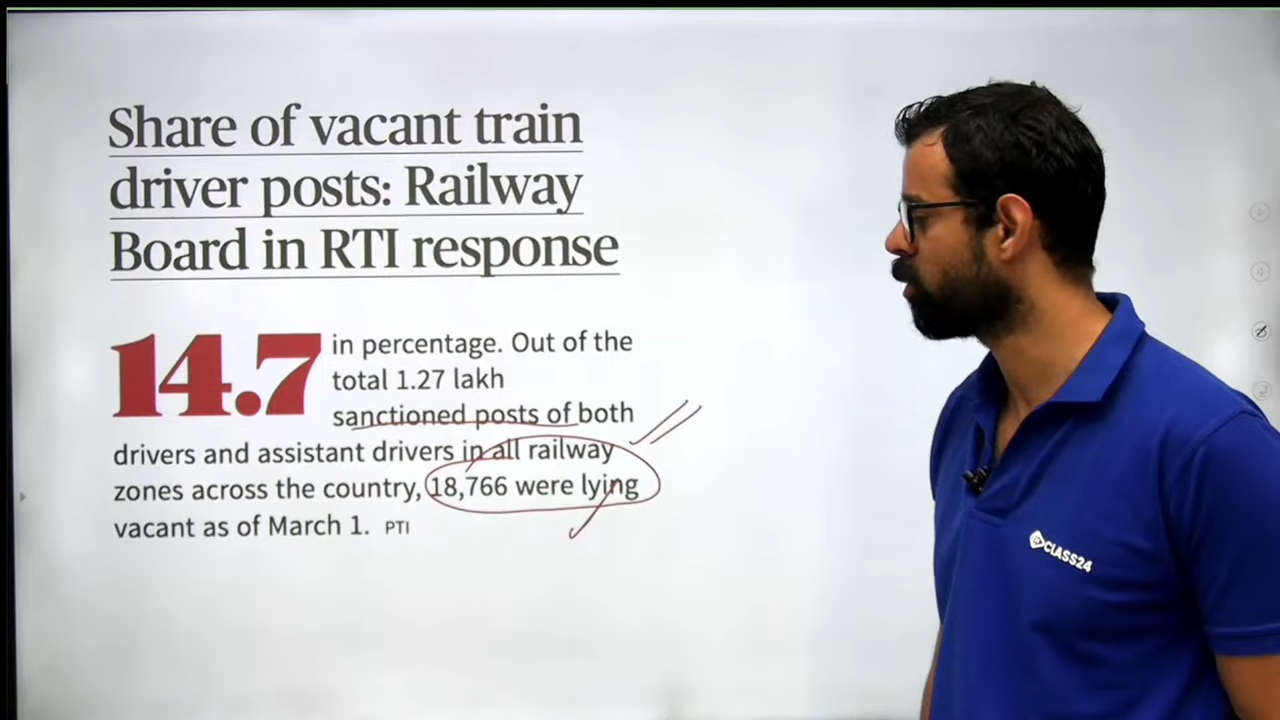 Share of vacant train
driver posts: Railway
Board in RTI response
14.7 in percentage. Out of the
total 1.27 lakh
sanctioned posts of both
drivers and assistant drivers in all railway
zones across the country, 18,766 were lying
vacant as of March 1. PTI
CLASS24